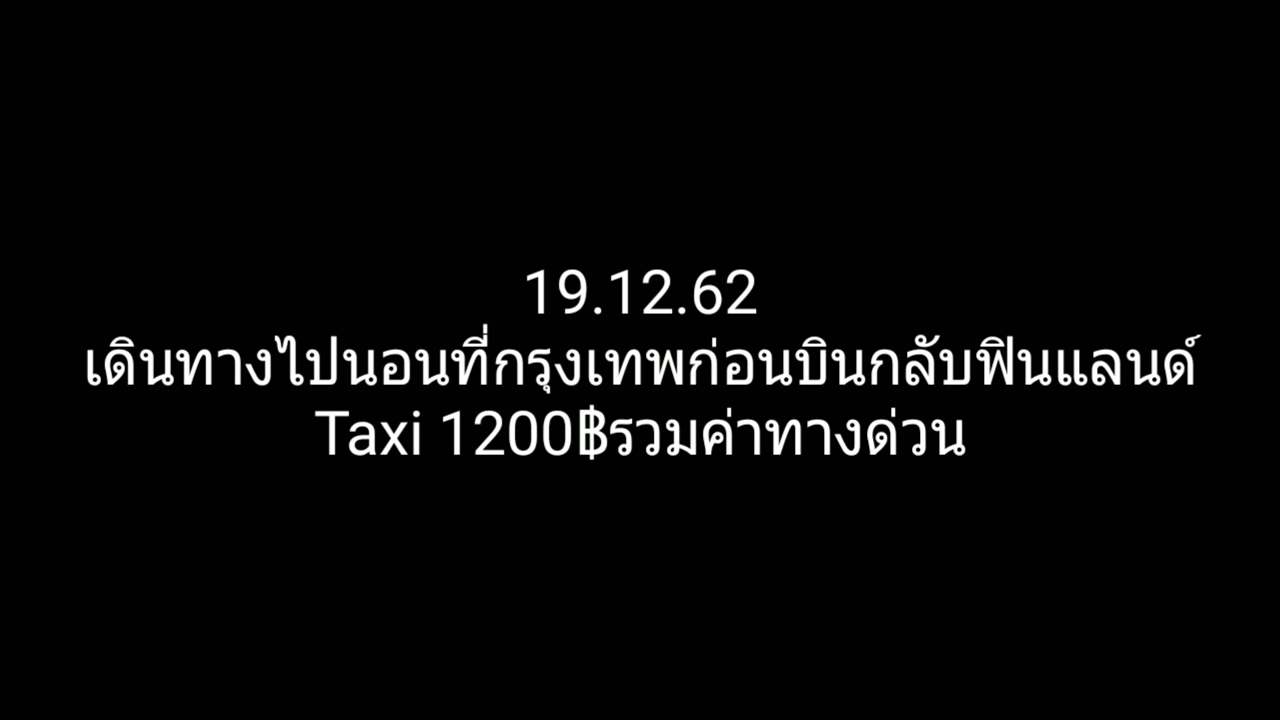 19.12.62
เดินทางไปนอนที่กรุงเทพก่อนบินกลับฟินแลนด์
Taxi 1200฿รวมค่าทางด่วน